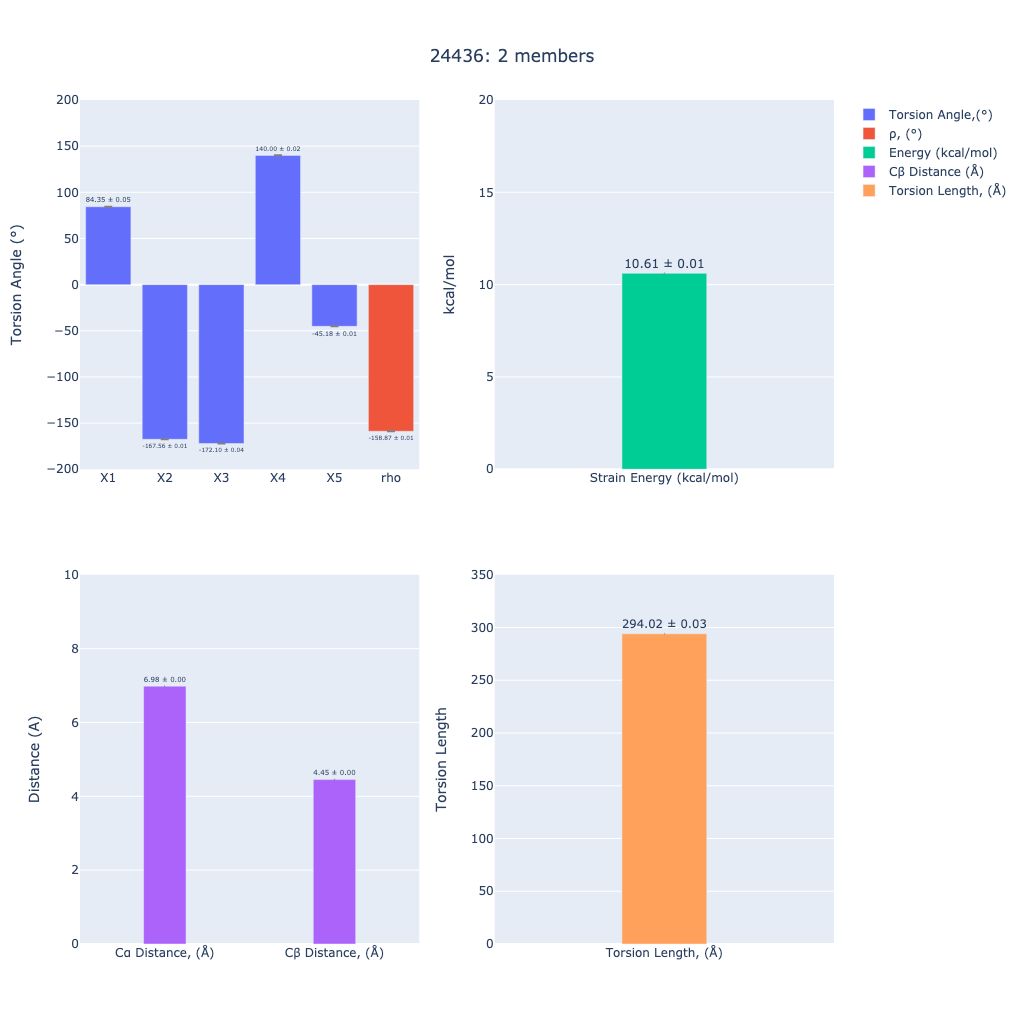 24436: 2 members
Torsion Angle (°)
200
150
100
50
0
−50
−100
−150
−200
84.35 ± 0.05
-167.56 ± 0.01
-172.10 ± 0.04
140.00 ± 0.02
-45.18 ± 0.01
-158.87 ± 0.01
X1 X2 X3 X4 X5 rho
kcal/mol
20
15
10
5
0
10.61 ± 0.01
Strain Energy (kcal/mol)
Torsion Angle,(°)
ρ, (°)
Energy (kcal/mol)
Cβ Distance (Å)
Torsion Length, (Å)
Distance (A)
10
8
6
4
2
0
6.98 ± 0.00
4.45 ± 0.00
Cα Distance, (Å) Cβ Distance, (Å)
Torsion Length
350
300
250
200
150
100
50
0
294.02 ± 0.03
Torsion Length, (Å)